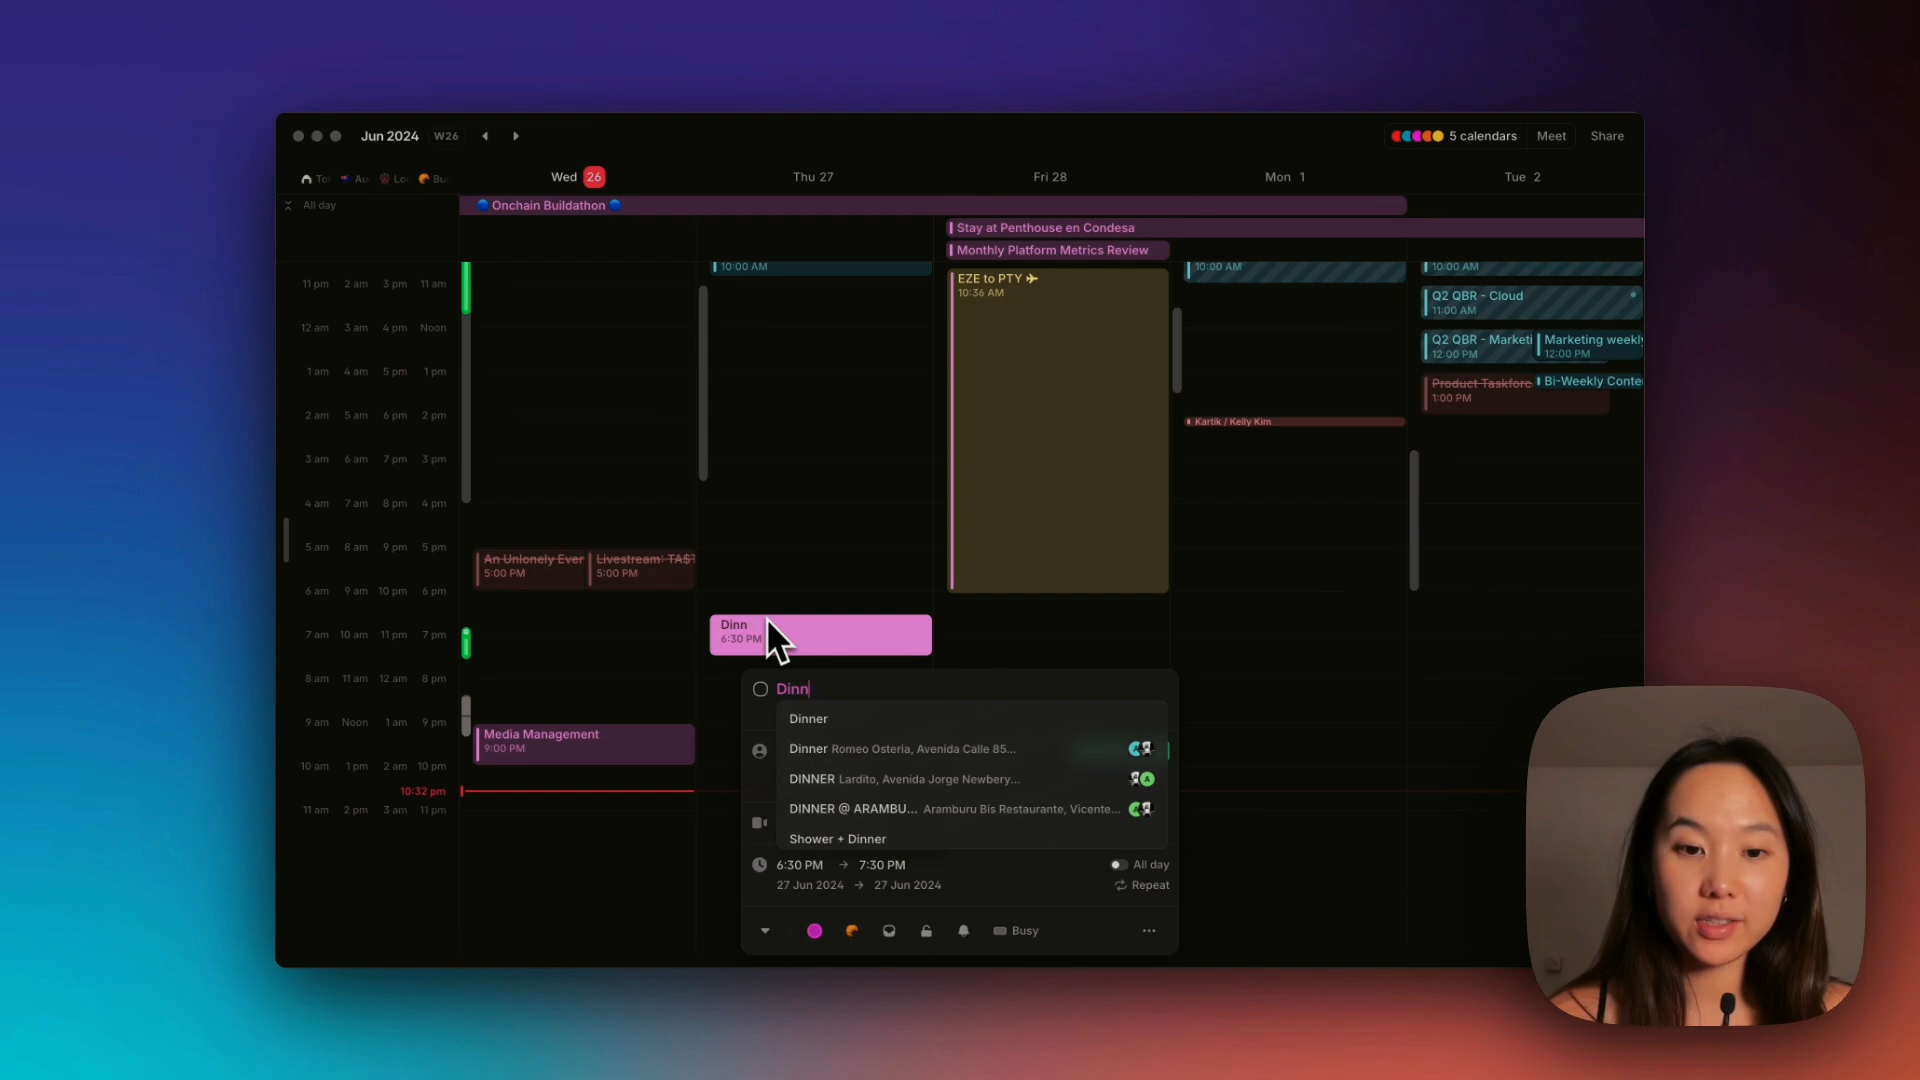 Jun 2024 W26
5 calendars Meet Share
Wed 26 Thu 27 Fri 28 Mon 1 Tue 2
All day
Onchain Buildathon
Stay at Penthouse en Condesa
Monthly Platform Metrics Review
10:00 AM
10:00 AM
10:00 AM
EZE to PTY
10:36 AM
Q2 QBR - Cloud
11:00 AM
Q2 QBR - Marketi
12:00 PM
Marketing weekly
12:00 PM
Product Taskforc
1:00 PM
Bi-Weekly Conte
Kartik / Kelly Kim
11 pm 2 am 3 pm 11 am
12 am 3 am 4 pm Noon
1 am 4 am 5 pm 1 pm
2 am 5 am 6 pm 2 pm
3 am 6 am 7 pm 3 pm
4 am 7 am 8 pm 4 pm
5 am 8 am 9 pm 5 pm
6 am 9 am 10 pm 6 pm
7 am 10 am 11 pm 7 pm
8 am 11 am 12 am 8 pm
9 am Noon 1 am 9 pm
10 am 1 pm 2 am 10 pm
10:32 pm
11 am 2 pm 3 am 11 pm
An Unlonely Ever
5:00 PM
Livestream: TA$T
5:00 PM
Dinn
6:30 PM
Media Management
9:00 PM
Dinn
Dinner
Dinner Romeo Osteria, Avenida Calle 85...
DINNER Lardito, Avenida Jorge Newbery...
DINNER @ ARAMBU... Aramburu Bis Restaurante, Vicente...
Shower + Dinner
6:30 PM → 7:30 PM All day
27 Jun 2024 → 27 Jun 2024 Repeat
Busy